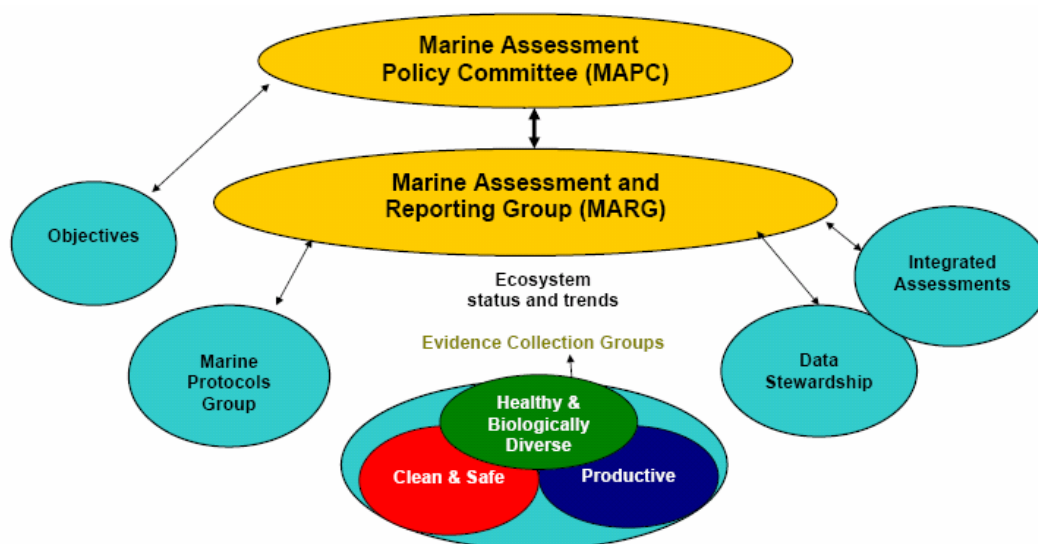 Marine Assessment
Policy Committee (MAPC)
Marine Assessment and
Reporting Group (MARG)
Objectives
Integrated
Assessments
Ecosystem
status and trends
Evidence Collection Groups
Marine
Protocols
Group
Data
Stewardship
Healthy &
Biologically
Diverse
Clean & Safe
Productive